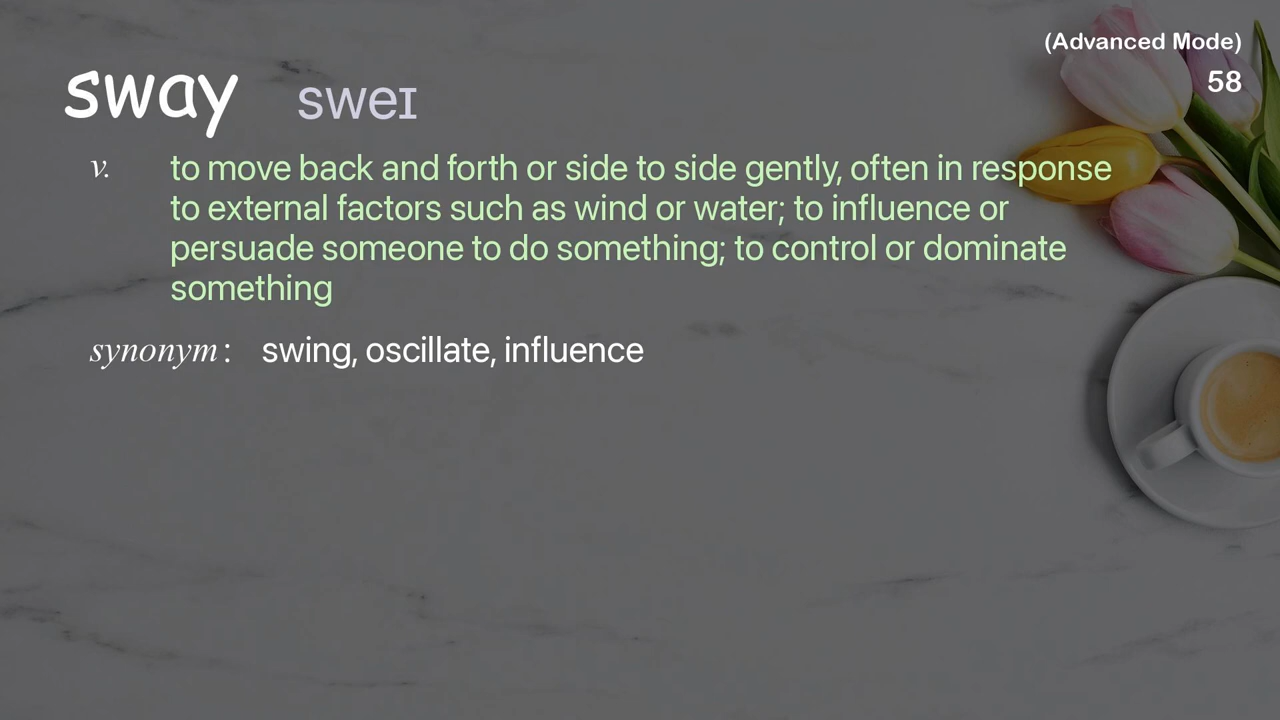 (Advanced Mode)
58
sway sweɪ
v. to move back and forth or side to side gently, often in response
to external factors such as wind or water; to influence or
persuade someone to do something; to control or dominate
something
synonym : swing, oscillate, influence